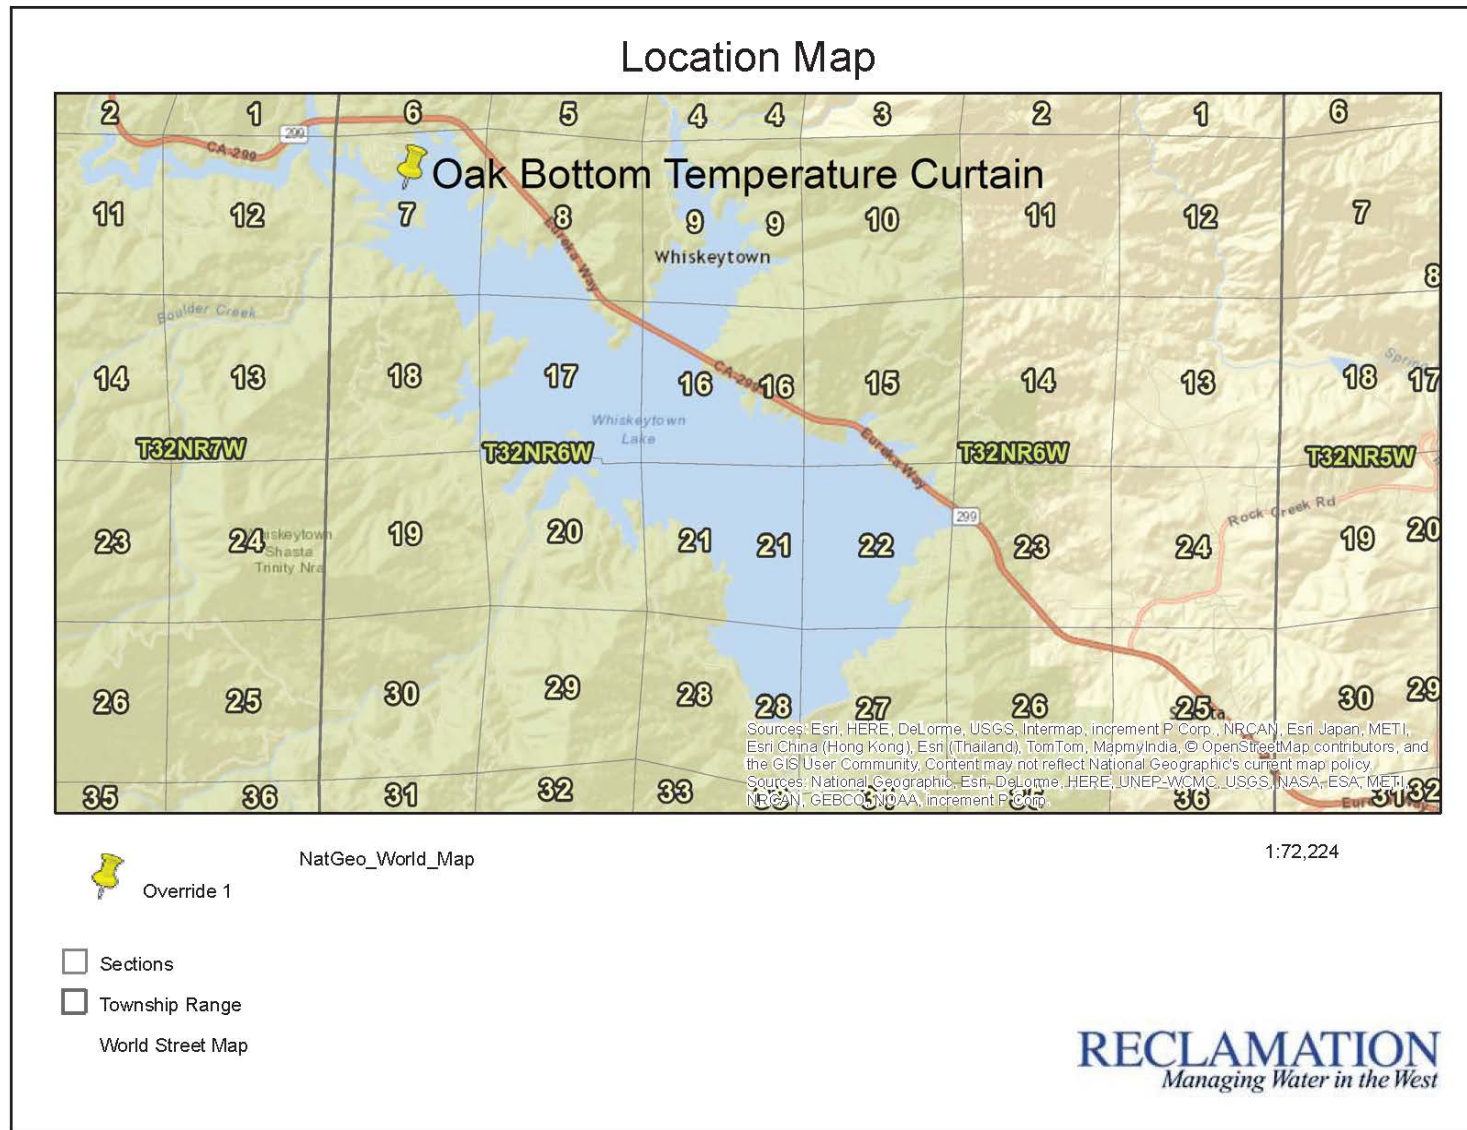 Location Map
2 1 6 5 4 4 3 2 1 6
299
CA-299
Oak Bottom Temperature Curtain
11 12 7 8 9 9 10 11 12 7
Eureka Way
Whiskeytown
8
Boulder Creek
14 13 18 17 16 16 15 14 13 18 17
CA-299
Whiskeytown
Lake
T32NR7W T32NR6W T32NR6W T32NR5W
Eureka Way
Rock Creek Rd
299
23 24 19 20 21 21 22 23 24 19 20
Shasta
Trinity Nra
26 25 30 29 28 28 27 26 25 30 29
Sources: Esri, HERE, DeLorme, USGS, Intermap, increment P Corp., NRCAN, Esri Japan, METI,
Esri China (Hong Kong), Esri (Thailand), TomTom, MapmyIndia, © OpenStreetMap contributors, and
the GIS User Community, Content may not reflect National Geographic's current map policy.
Sources: National Geographic, Esri, DeLorme, HERE, UNEP-WCMC, USGS, NASA, ESA, METI,
NRCAN, GEBCO, NOAA, increment P Corp.
35 36 31 32 33 36 31 32
NatGeo_World_Map
1:72,224
Override 1
Sections
Township Range
World Street Map
RECLAMATION
Managing Water in the West